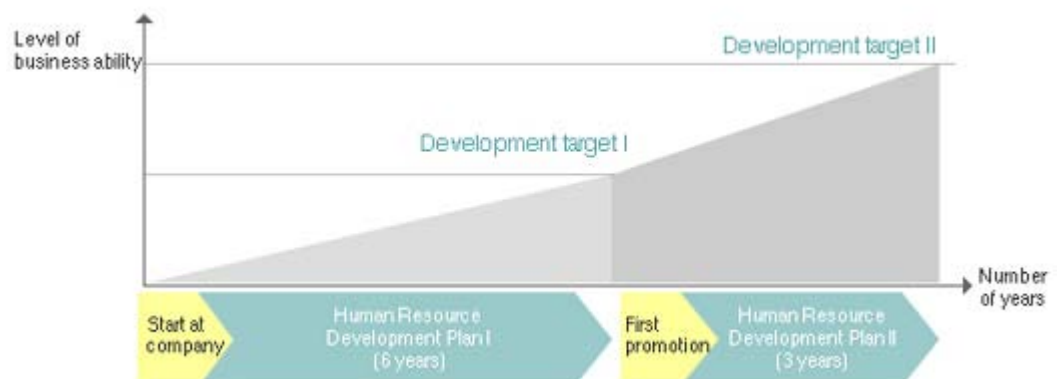 Level of
business ability
Development target II
Development target I
Number
of years
Start at
company
Human Resource
Development Plan I
(6 years)
First
promotion
Human Resource
Development Plan II
(3 years)